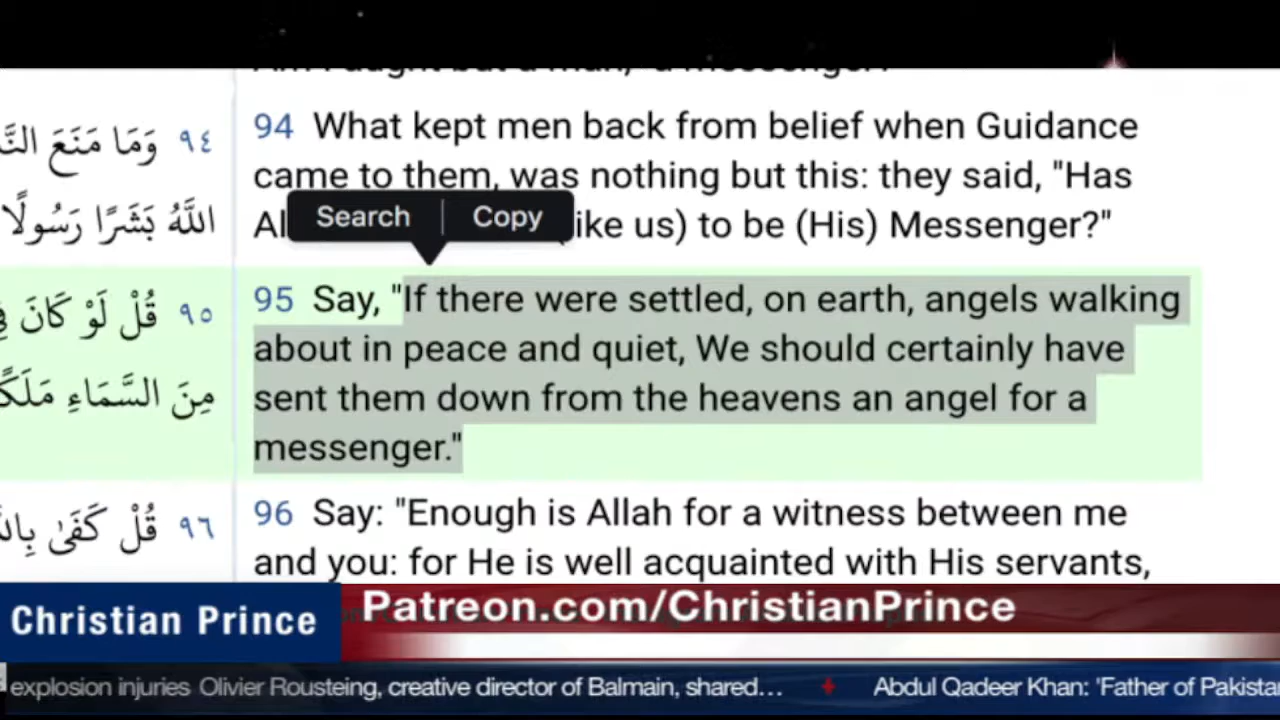 94 What kept men back from belief when Guidance
came to them, was nothing but this: they said, "Has
Al
Search
Copy
ike us) to be (His) Messenger?"
٩٤ وَمَا مَنَعَ
اللَّهُ بَشَرًا رَسُولًا
95 Say, "If there were settled, on earth, angels walking
about in peace and quiet, We should certainly have
sent them down from the heavens an angel for a
messenger."
٩٥ قُلْ لَوْ كَانَ
مِنَ السَّمَاءِ
96 Say: "Enough is Allah for a witness between me
and you: for He is well acquainted with His servants,
٩٦ قُلْ كَفَىٰ
Christian Prince
Patreon.com/ChristianPrince
explosion injuries Olivier Rousteing, creative director of Balmain, shared... Abdul Qadeer Khan: 'Father of Pakista